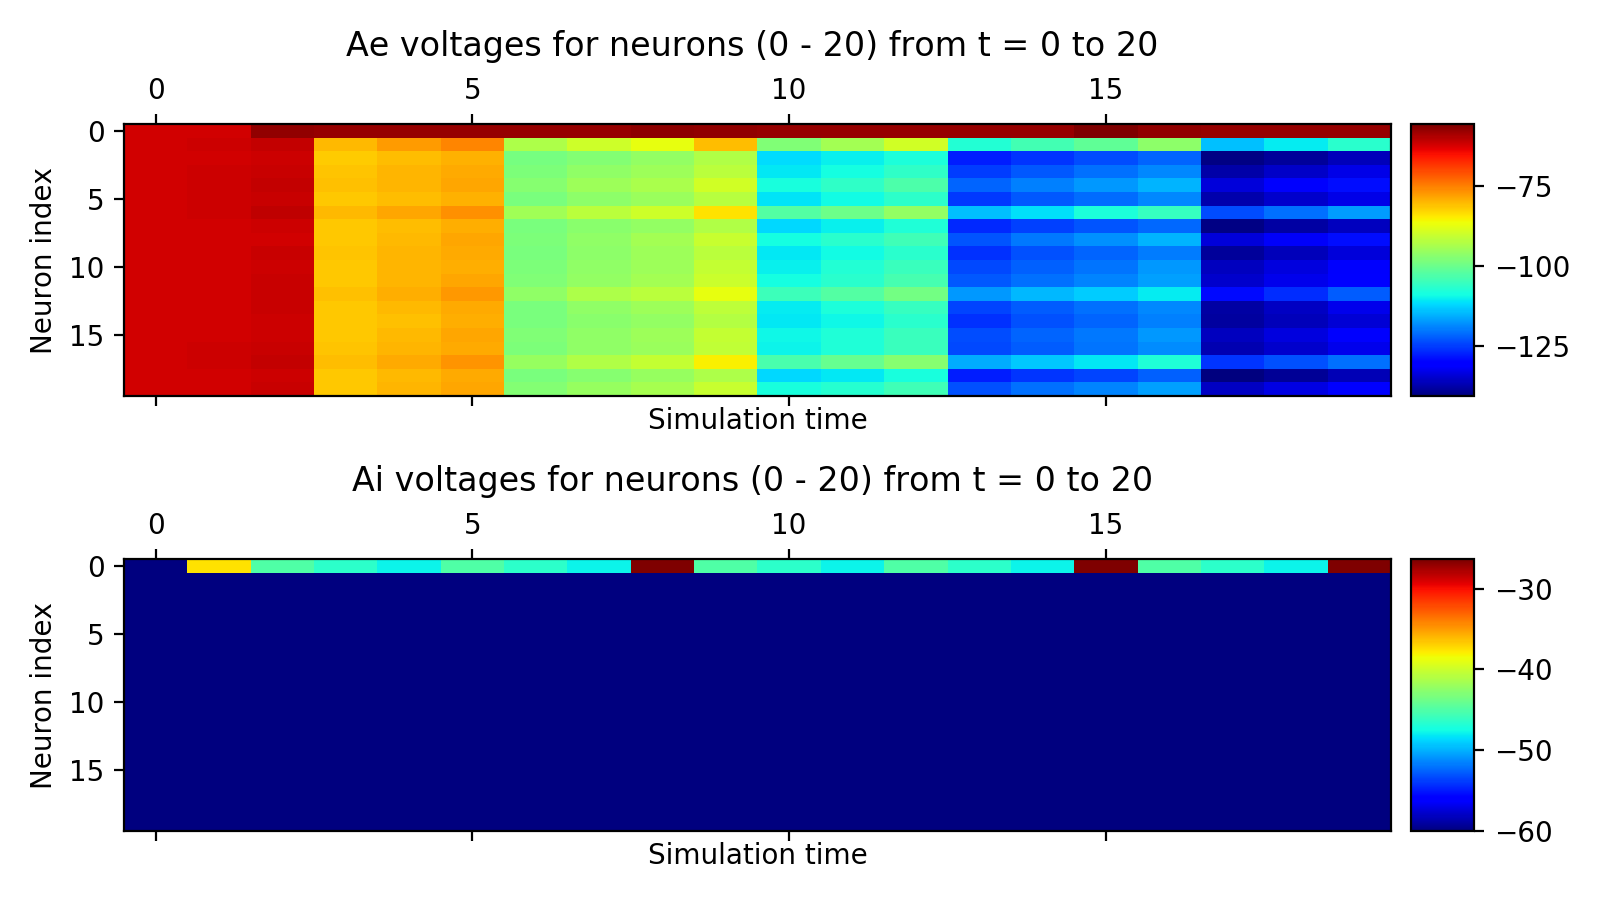 Ae voltages for neurons (0 - 20) from t = 0 to 20
0 5 10 15
Neuron index
0
5
10
15
Simulation time
−75
−100
−125
Ai voltages for neurons (0 - 20) from t = 0 to 20
0 5 10 15
Neuron index
0
5
10
15
Simulation time
−30
−40
−50
−60